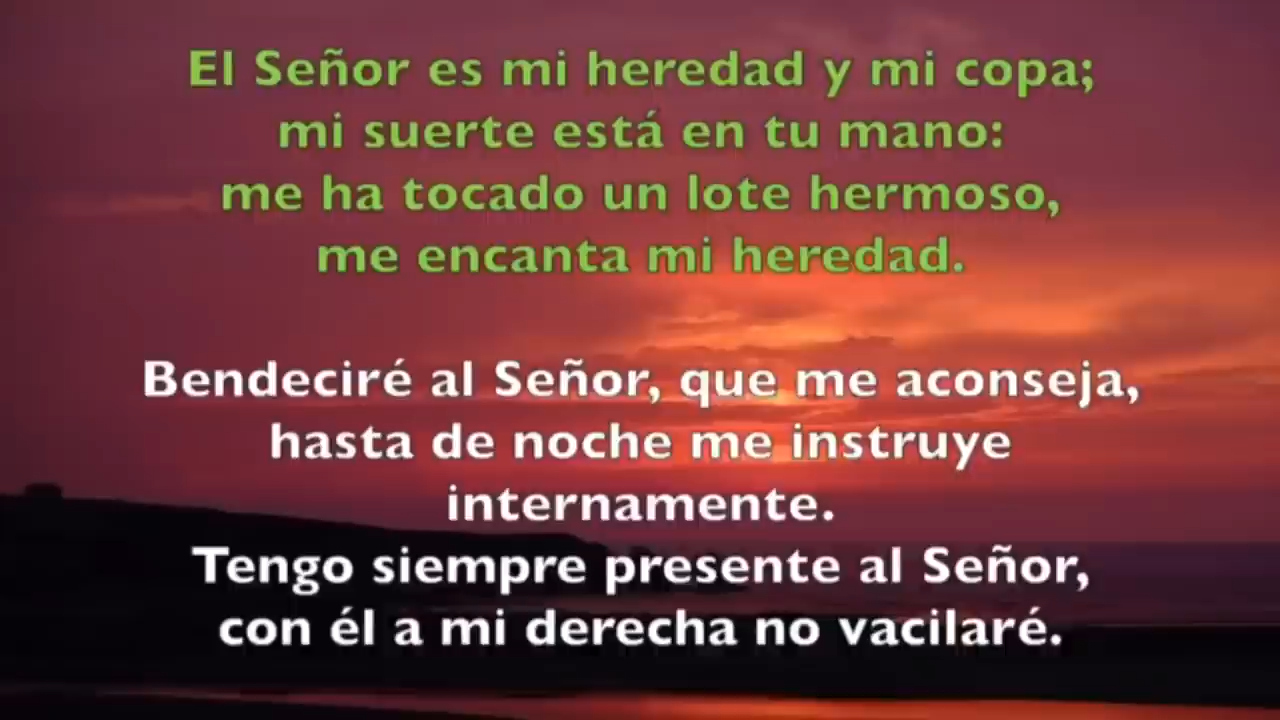 El Señor es mi heredad y mi copa;
mi suerte está en tu mano:
me ha tocado un lote hermoso,
me encanta mi heredad.
Bendeciré al Señor, que me aconseja,
hasta de noche me instruye
internamente.
Tengo siempre presente al Señor,
con él a mi derecha no vacilaré.